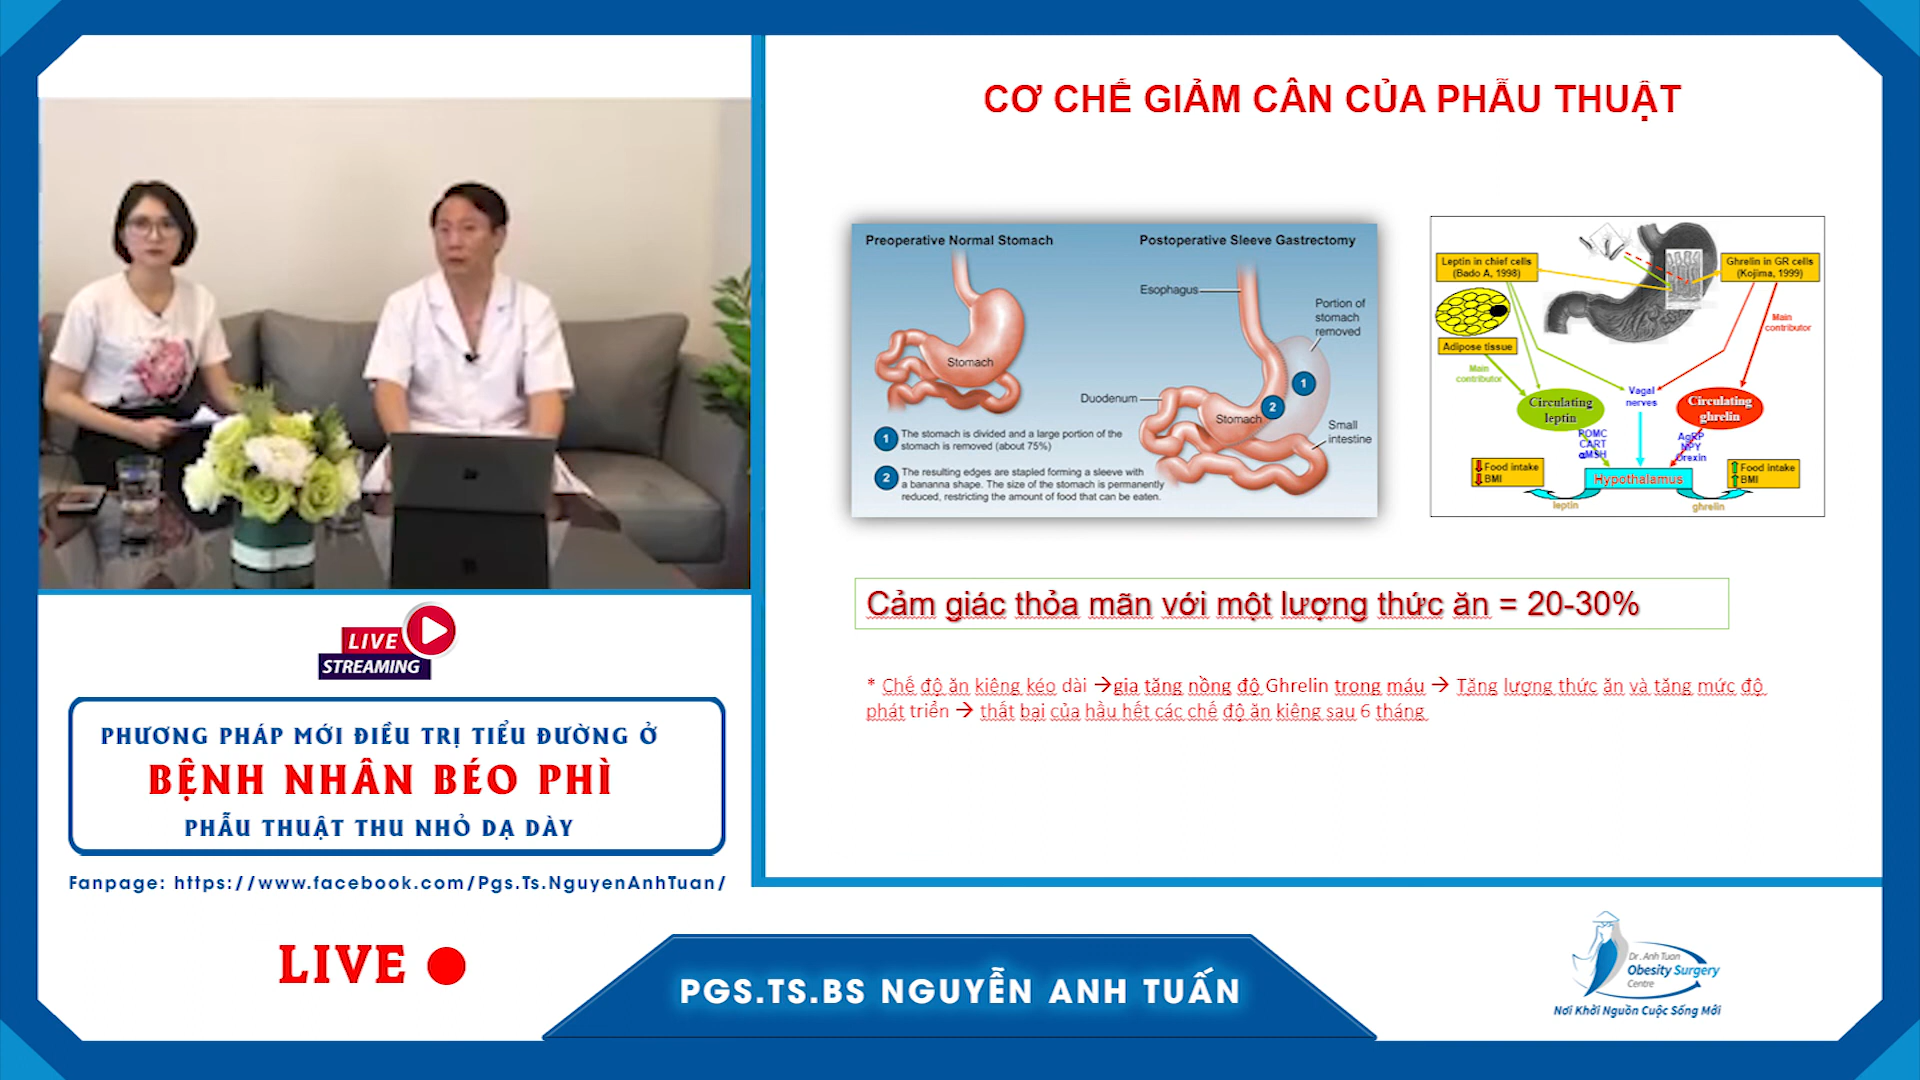 CƠ CHẾ GIẢM CÂN CỦA PHẪU THUẬT
Preoperative Normal Stomach
Postoperative Sleeve Gastrectomy
Esophagus
Portion of
stomach
removed
Stomach
1
Duodenum
2
Stomach
Small
intestine
1 The stomach is divided and a large portion of the
stomach is removed (about 75%)
2 The resulting edges are stapled forming a sleeve with
a bananna shape. The size of the stomach is permanently
reduced, restricting the amount of food that can be eaten.
Leptin in chief cells
(Bado A, 1998)
Ghrelin in GR cells
(Kojima, 1999)
Adipose tissue
Main
contributor
Main
contributor
Circulating
leptin
Vagal
nerves
Circulating
ghrelin
POMC
CART
αMSH
AgRP
NPY
Orexin
Food intake
BMI
Hypothalamus
Food intake
BMI
leptin
ghrelin
Cảm giác thỏa mãn với một lượng thức ăn = 20-30%
* Chế độ ăn kiêng kéo dài →gia tăng nồng độ Ghrelin trong máu → Tăng lượng thức ăn và tăng mức độ
phát triển → thất bại của hầu hết các chế độ ăn kiêng sau 6 tháng
LIVE
STREAMING
PHƯƠNG PHÁP MỚI ĐIỀU TRỊ TIỂU ĐƯỜNG Ở
BỆNH NHÂN BÉO PHÌ
PHẪU THUẬT THU NHỎ DẠ DÀY
Fanpage: https://www.facebook.com/Pgs.Ts.NguyenAnhTuan/
LIVE
PGS.TS.BS NGUYỄN ANH TUẤN
Dr. Anh Tuan
Obesity Surgery
Centre
Nơi Khởi Nguồn Cuộc Sống Mới